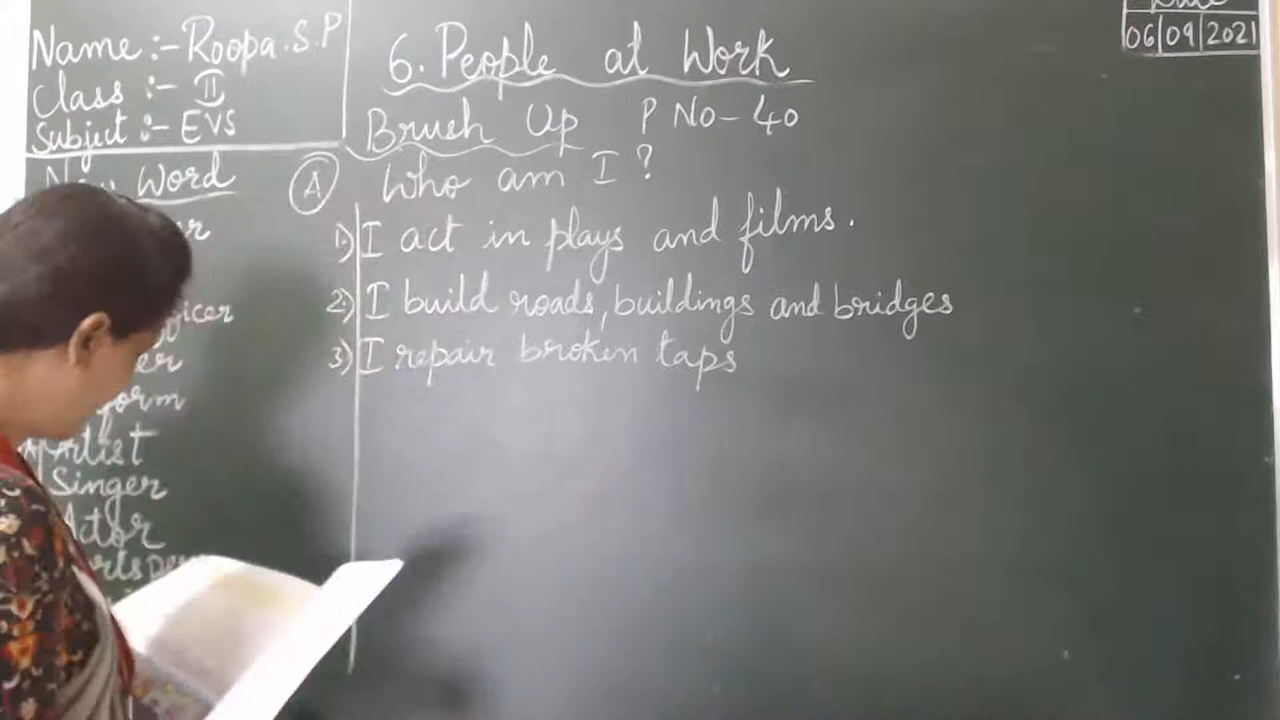 Name :- Roopa.S.P
Class :- II
Subject :- EVS
Word
Artist
Singer
Actor
6. People at Work
Brush Up P No- 40
A Who am I ?
1) I act in plays and films.
2) I build roads, buildings and bridges
3) I repair broken taps
Date
06|09|2021